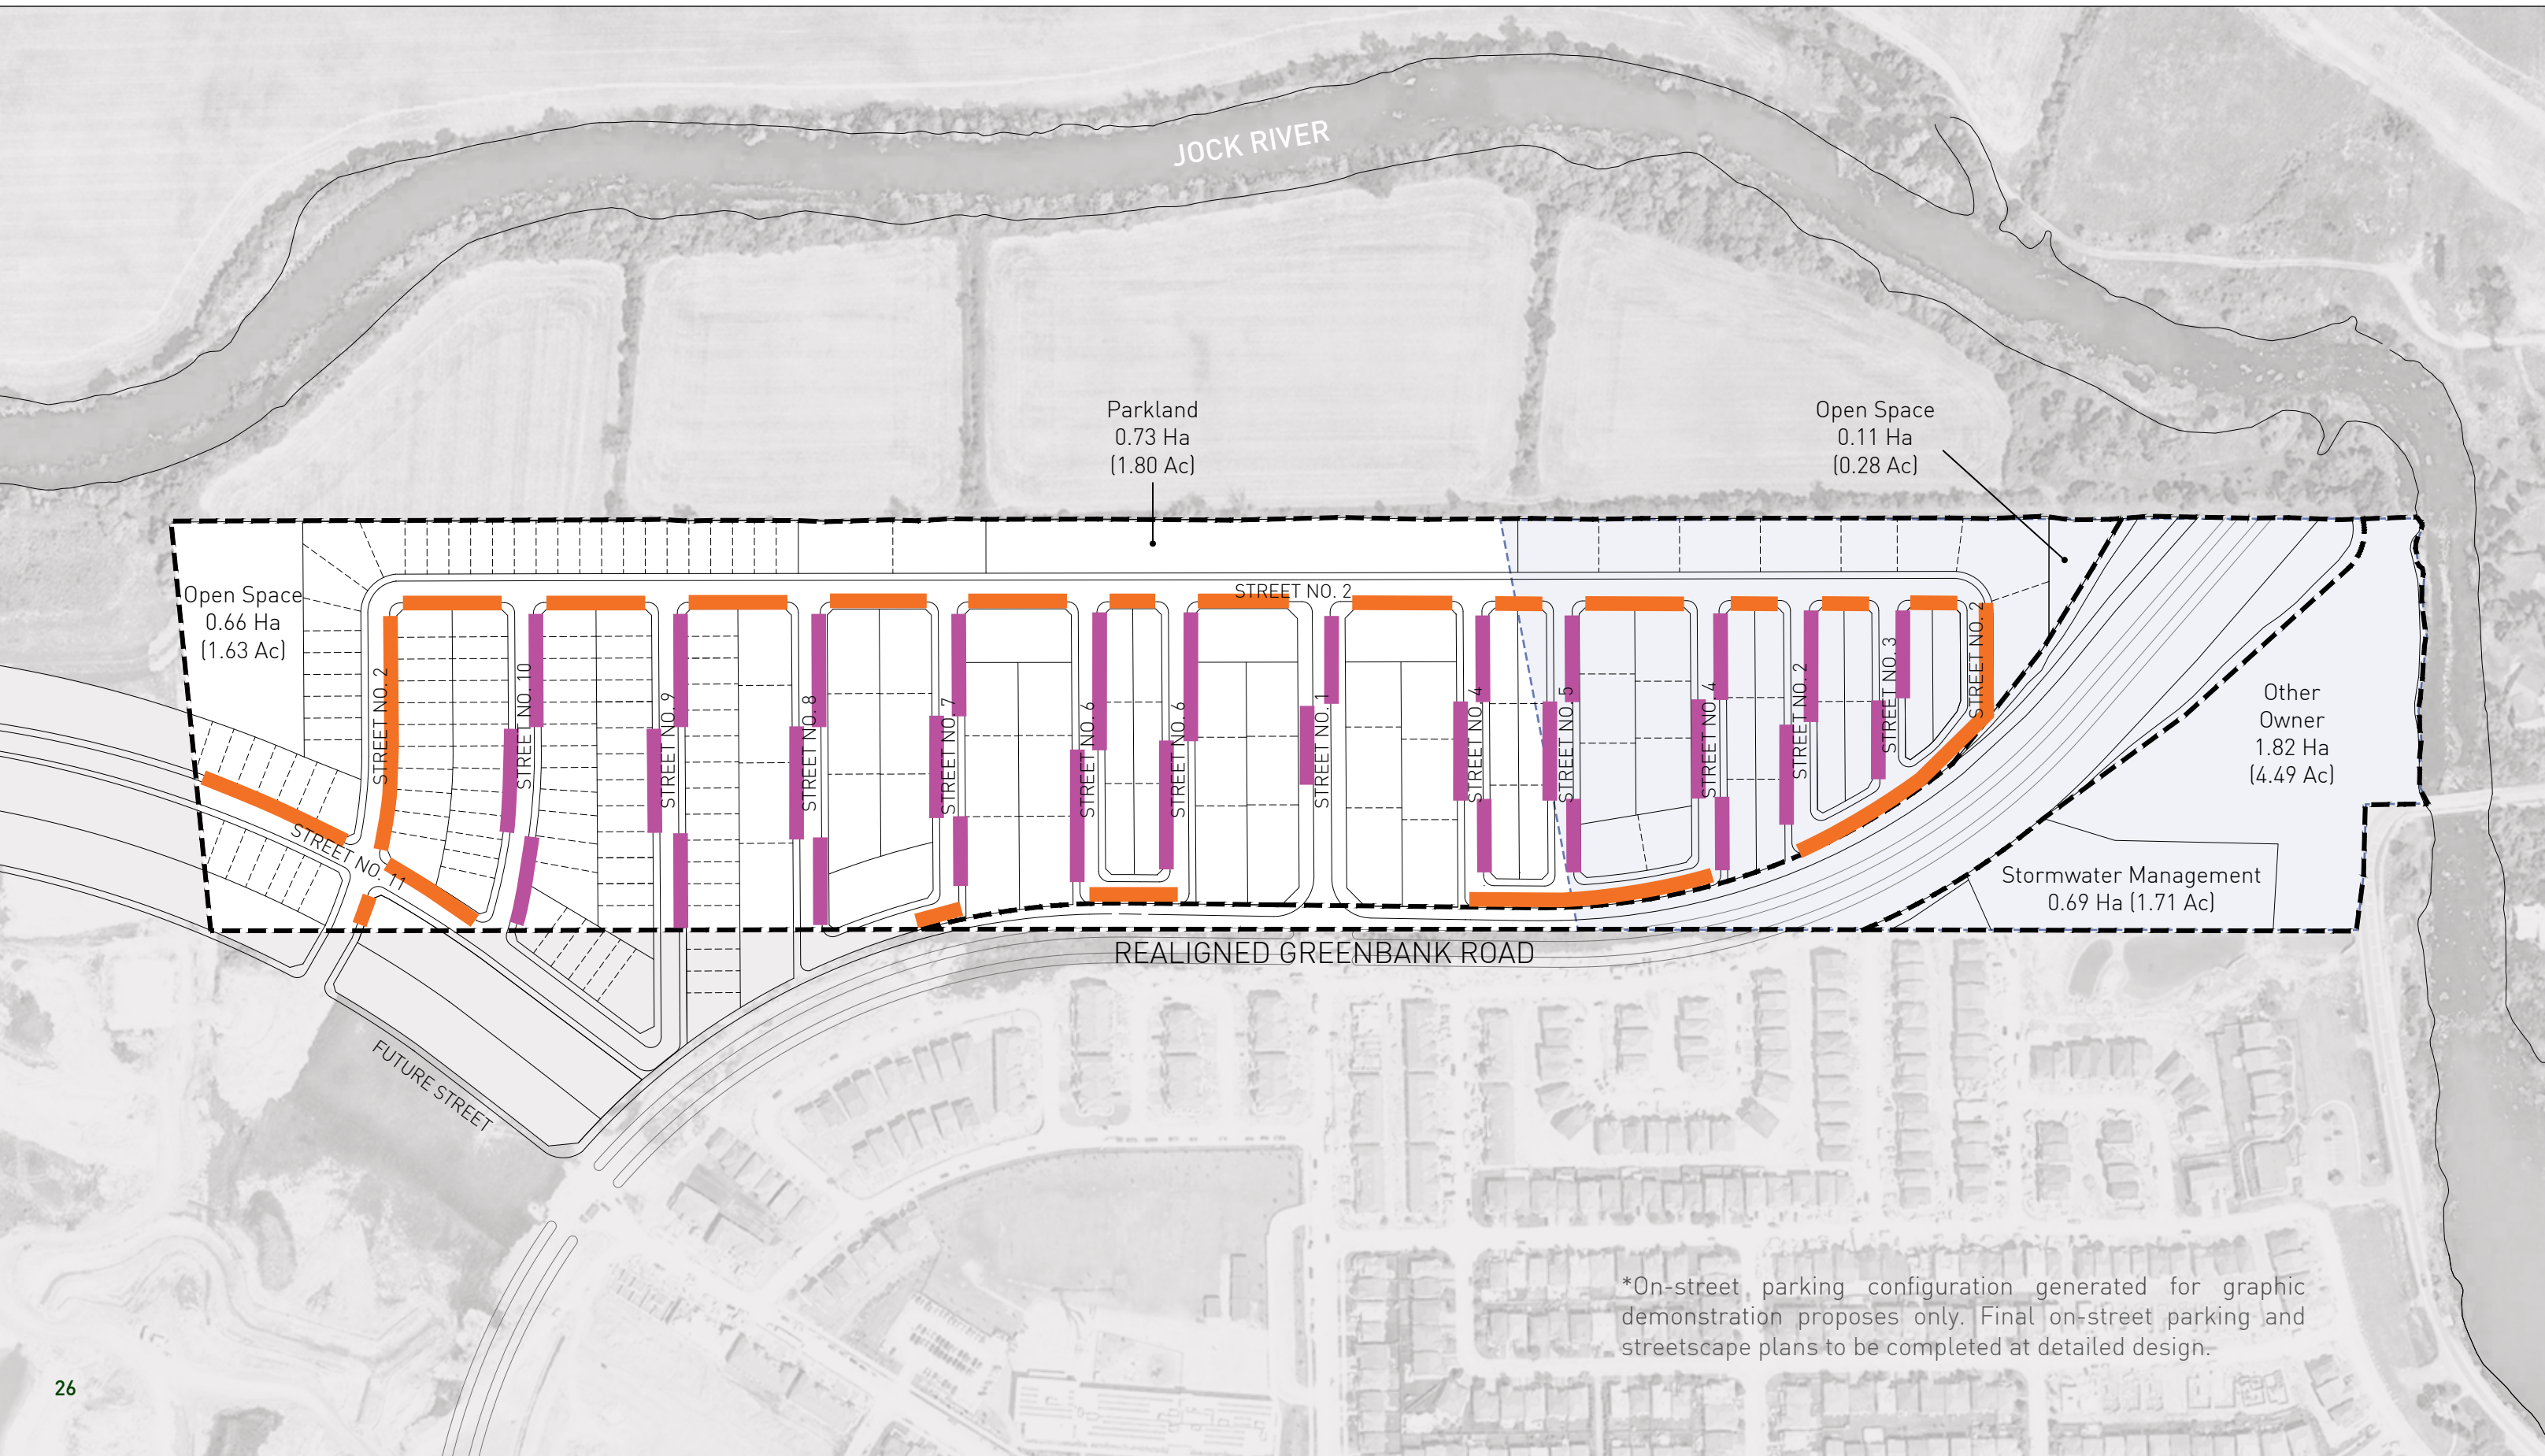 JOCK RIVER
Parkland
0.73 Ha
(1.80 Ac)
Open Space
0.11 Ha
(0.28 Ac)
Open Space
0.66 Ha
(1.63 Ac)
STREET NO. 2
STREET NO. 2
STREET NO. 10
STREET NO. 9
STREET NO. 8
STREET NO. 7
STREET NO. 6
STREET NO. 6
STREET NO. 1
STREET NO. 4
STREET NO. 5
STREET NO. 4
STREET NO. 2
STREET NO. 3
STREET NO. 2
STREET NO. 11
Other
Owner
1.82 Ha
(4.49 Ac)
Stormwater Management
0.69 Ha (1.71 Ac)
REALIGNED GREENBANK ROAD
FUTURE STREET
*On-street parking configuration generated for graphic
demonstration proposes only. Final on-street parking and
streetscape plans to be completed at detailed design.
26